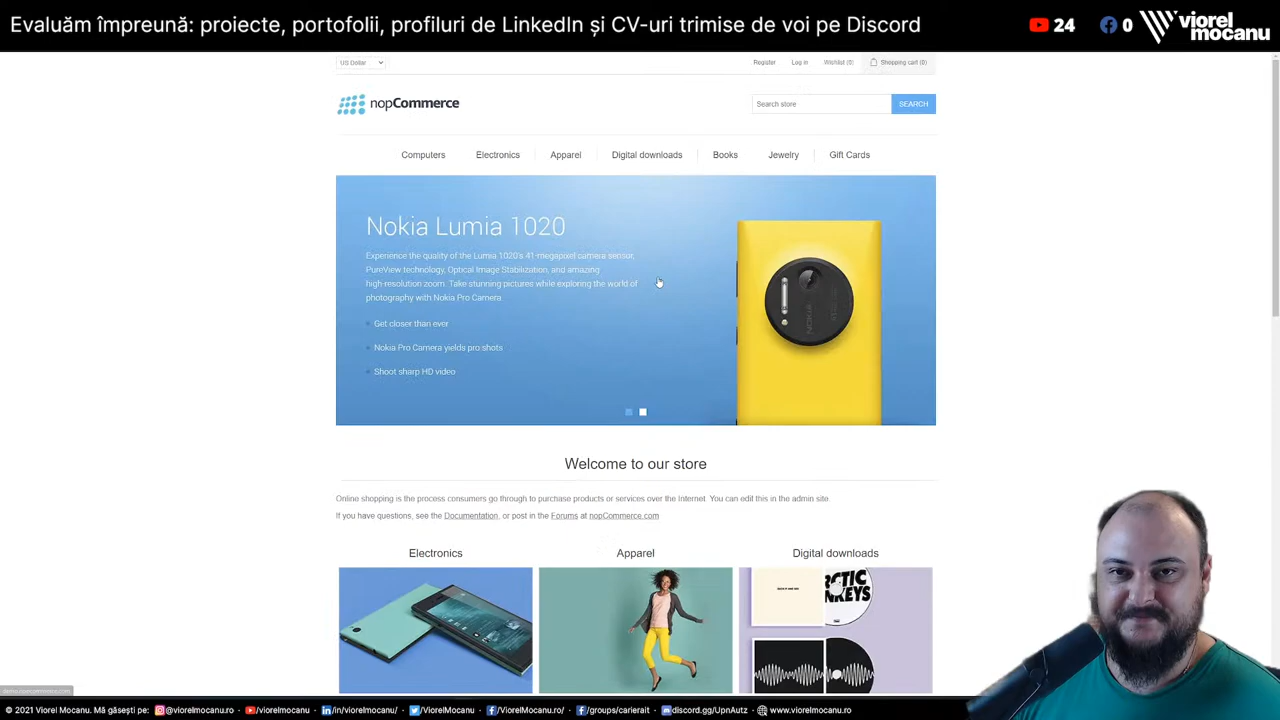 Evaluăm împreună: proiecte, portofolii, profiluri de LinkedIn și CV-uri trimise de voi pe Discord
24
0
viorel mocanu
US Dollar
Register
Log in
Wishlist (0)
Shopping cart (0)
nopCommerce
Search store
SEARCH
Computers
Electronics
Apparel
Digital downloads
Books
Jewelry
Gift Cards
Nokia Lumia 1020
Experience the quality of the Lumia 1020's 41-megapixel camera sensor,
PureView technology, Optical Image Stabilization, and amazing
high-resolution zoom. Take stunning pictures while exploring the world of
photography with Nokia Pro Camera.
Get closer than ever
Nokia Pro Camera yields pro shots
Shoot sharp HD video
Welcome to our store
Online shopping is the process consumers go through to purchase products or services over the Internet. You can edit this in the admin site.
If you have questions, see the Documentation, or post in the Forums at nopCommerce.com
Electronics
Apparel
Digital downloads
demo.nopcommerce.com
© 2021 Viorel Mocanu. Mă găsești pe:
@viorelmocanu.ro
/viorelmocanu
/in/viorelmocanu/
/ViorelMocanu
/ViorelMocanu.ro/
/groups/carierait
discord.gg/UpnAutz
www.viorelmocanu.ro